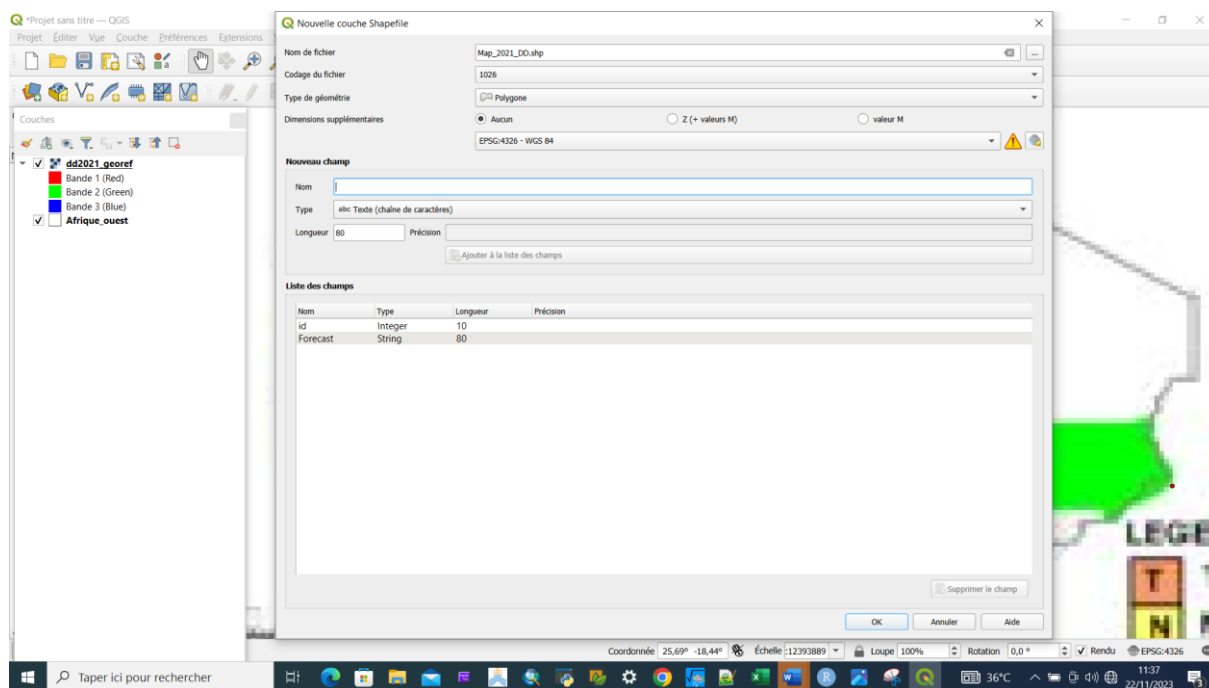 *Projet sans titre — QGIS
Projet Éditer Vue Couche Préférences Extensions
Couches
dd2021_georef
Bande 1 (Red)
Bande 2 (Green)
Bande 3 (Blue)
Afrique_ouest
Nouvelle couche Shapefile
Nom de fichier Map_2021_DD.shp ...
Codage du fichier 1026
Type de géométrie Polygone
Dimensions supplémentaires Aucun Z (+ valeurs M) valeur M
EPSG:4326 - WGS 84
Nouveau champ
Nom
Type abc Texte (chaîne de caractères)
Longueur 80 Précision
Ajouter à la liste des champs
Liste des champs
Nom Type Longueur Précision
id Integer 10
Forecast String 80
Supprimer le champ
OK Annuler Aide
LEGE
T
N
Coordonnée 25,69° -18,44° Échelle :12393889 Loupe 100% Rotation 0,0 ° Rendu EPSG:4326
Taper ici pour rechercher
36°C
11:37
22/11/2023